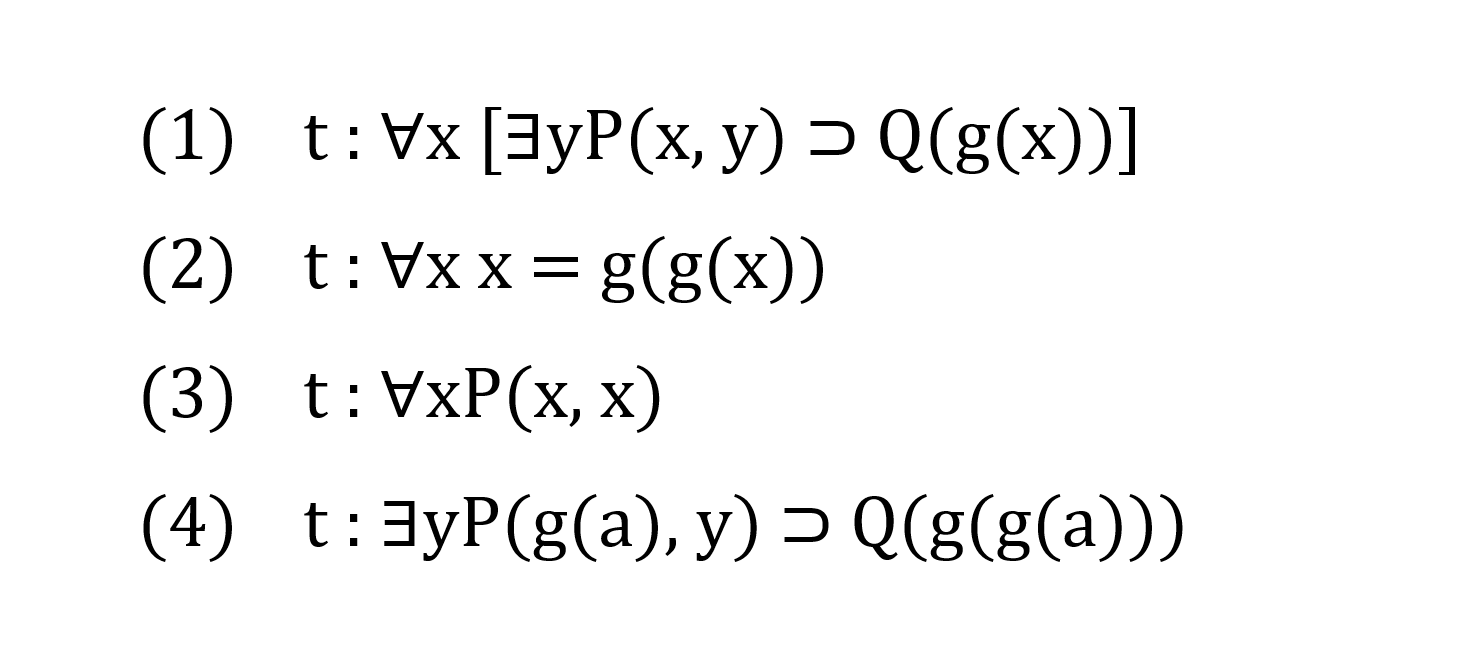 (1) t : ∀x [∃yP(x, y) ⊃ Q(g(x))]
(2) t : ∀x x = g(g(x))
(3) t : ∀xP(x, x)
(4) t : ∃yP(g(a), y) ⊃ Q(g(g(a)))